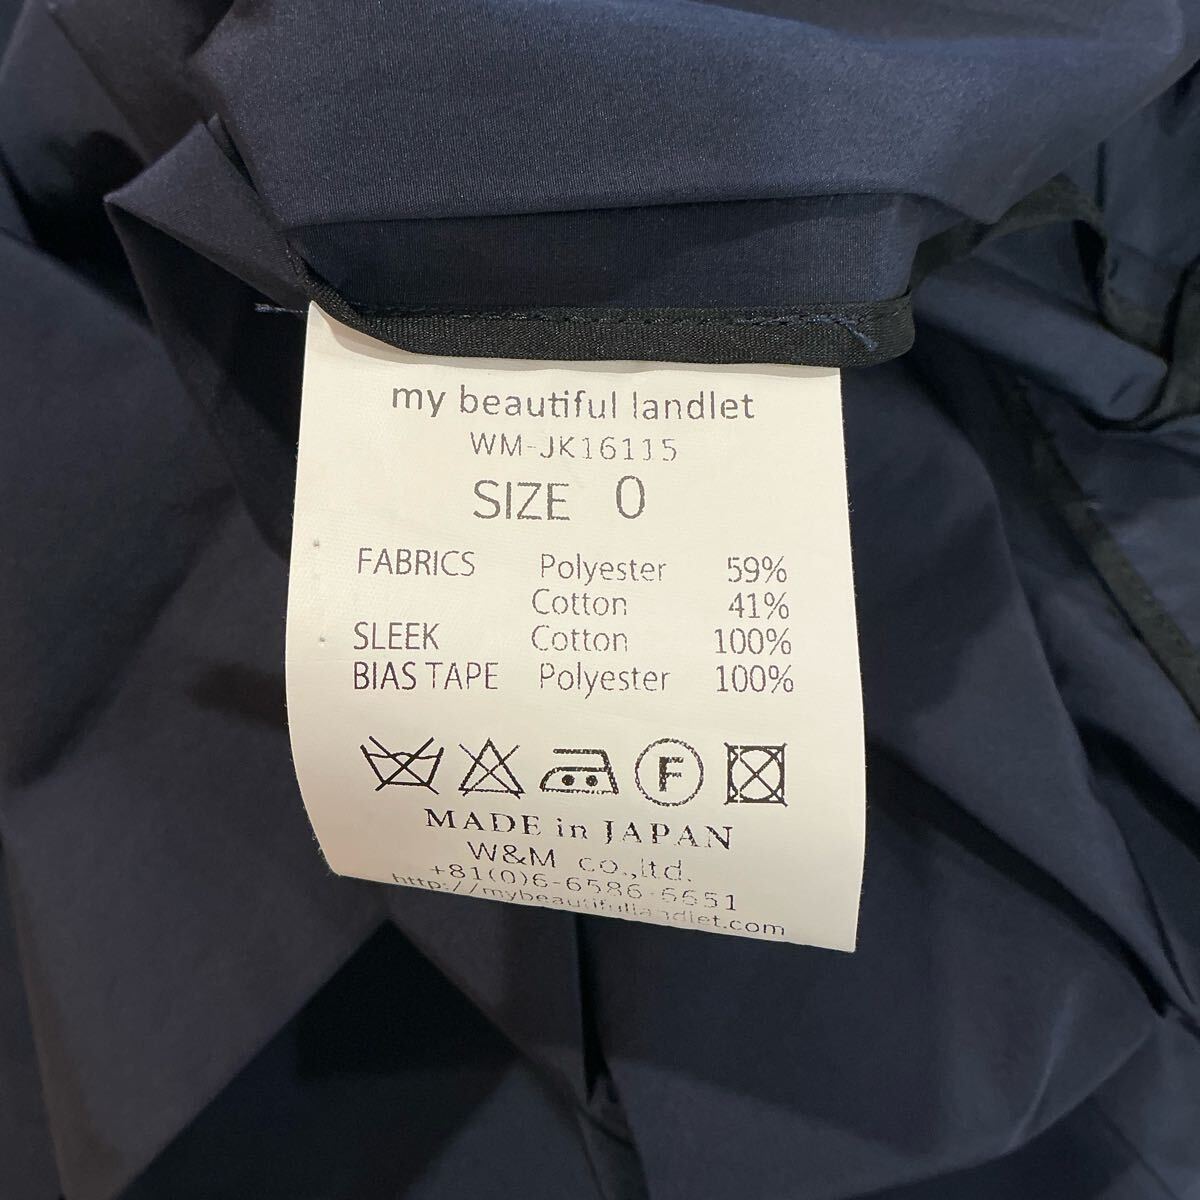 my beautiful landlet
WM-JK16115
SIZE 0
FABRICS Polyester 59%
Cotton 41%
SLEEK Cotton 100%
BIAS TAPE Polyester 100%
F
MADE in JAPAN
W&M co.,ltd.
+81(0)6-6586-6651
http://mybeautifullandlet.com